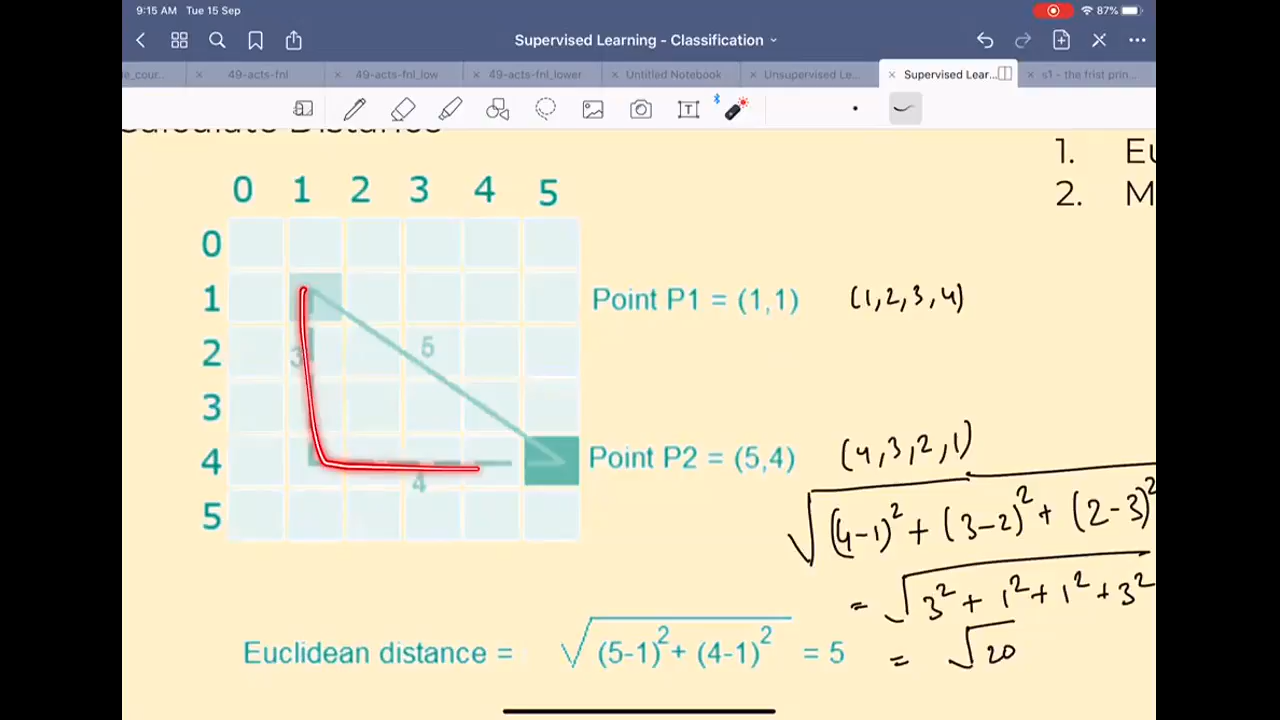 9:15 AM Tue 15 Sep
87%
Supervised Learning - Classification
e_cour...
49-acts-fnl
49-acts-fnl_low
49-acts-fnl_lower
Untitled Notebook
Unsupervised Le...
Supervised Lear...
s1 - the frist prin...
Calculate Distance
1. Eu
2. M
0 1 2 3 4 5
0
1
2
3
4
5
3
5
4
Point P1 = (1,1) (1,2,3,4)
Point P2 = (5,4) (4,3,2,1)
√(4-1)² + (3-2)² + (2-3)²
= √3² + 1² + 1² + 3²
Euclidean distance = √(5-1)² + (4-1)² = 5
= √20